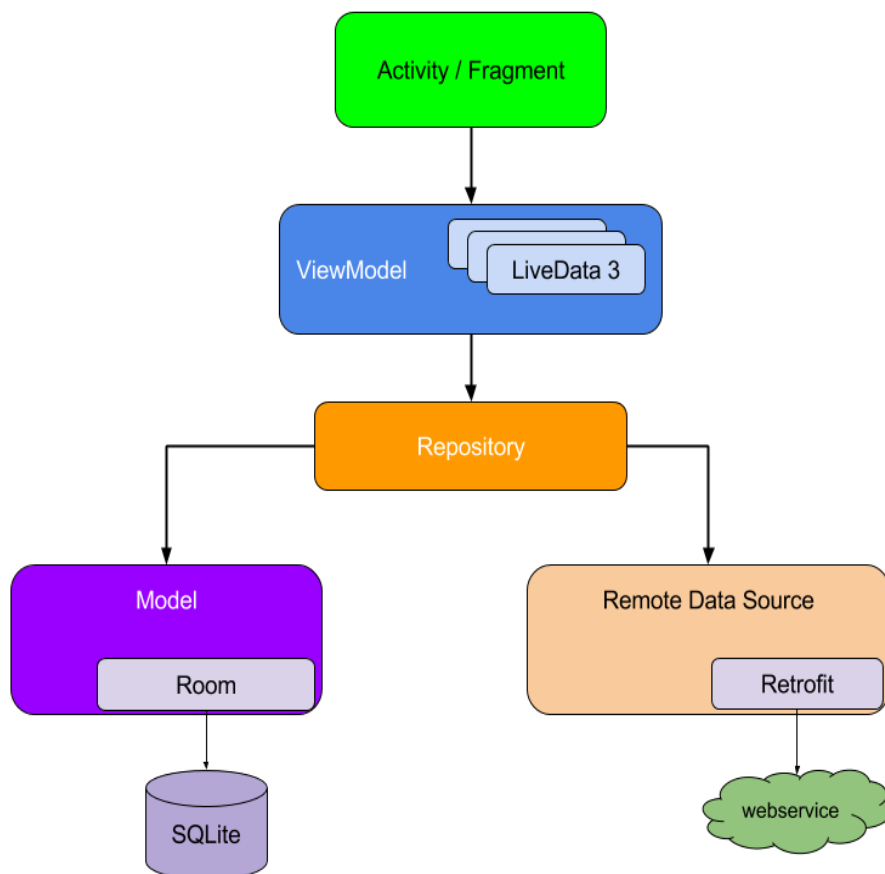 Activity / Fragment
ViewModel
LiveData 3
Repository
Model
Remote Data Source
Room
Retrofit
SQLite
webservice